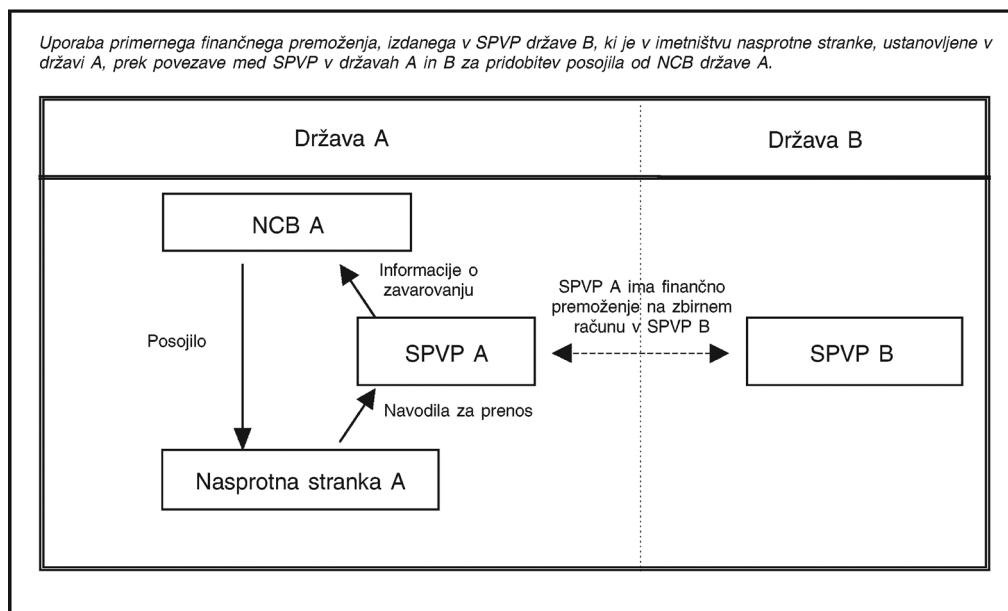 Uporaba primernega finančnega premoženja, izdanega v SPVP države B, ki je v imetništvu nasprotne stranke, ustanovljene v
državi A, prek povezave med SPVP v državah A in B za pridobitev posojila od NCB države A.
Država A
Država B
NCB A
Informacije o
zavarovanju
SPVP A ima finančno
premoženje na zbirnem
računu v SPVP B
Posojilo
SPVP A
SPVP B
Navodila za prenos
Nasprotna stranka A